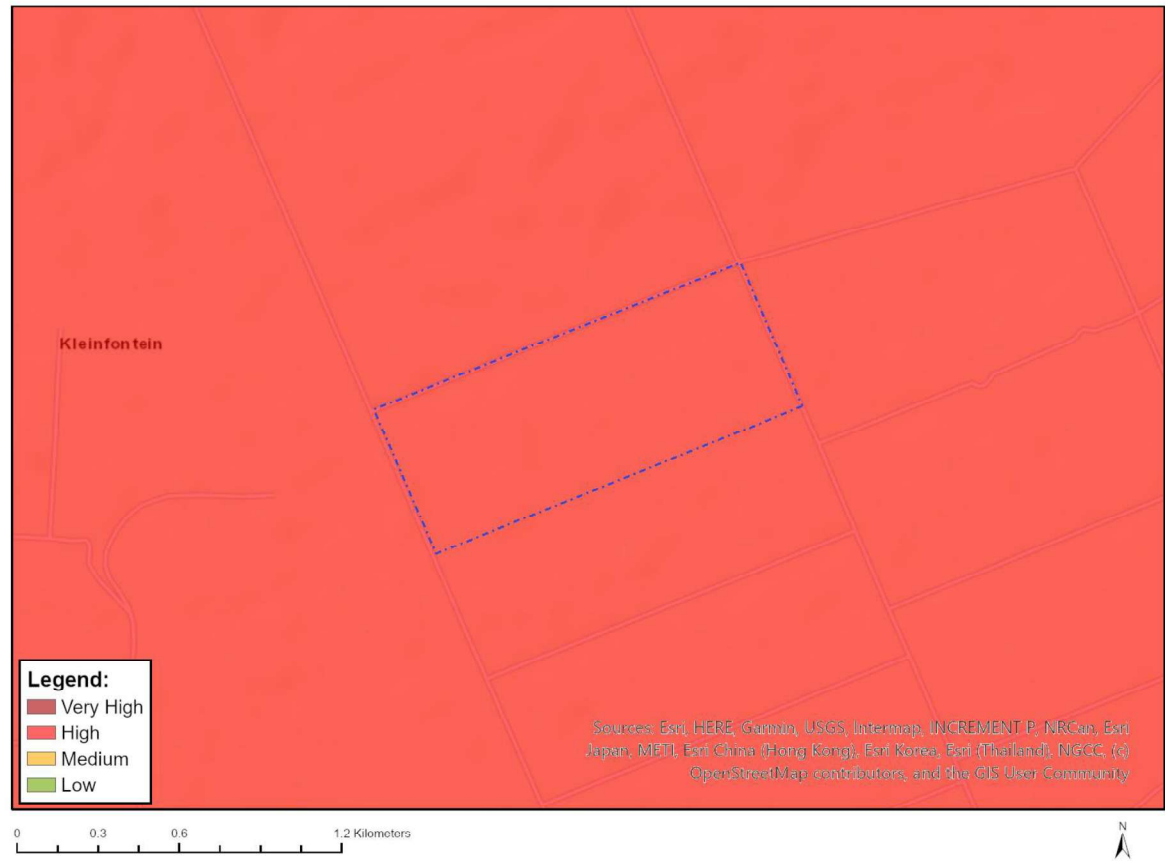 Kleinfontein
Legend:
Very High
High
Medium
Low
Sources: Esri, HERE, Garmin, USGS, Intermap, INCREMENT P, NRCan, Esri
Japan, METI, Esri China (Hong Kong), Esri Korea, Esri (Thailand), NGCC, (c)
OpenStreetMap contributors, and the GIS User Community
0 0.3 0.6 1.2 Kilometers
N